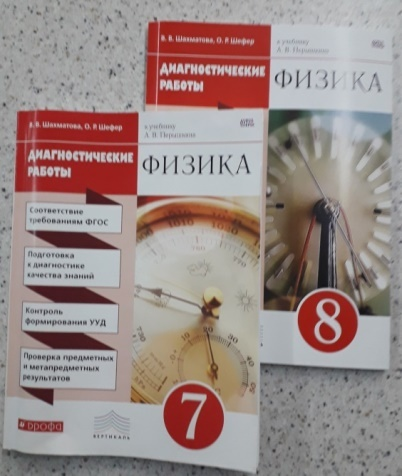 В. В. Шахматова, О. Р. Шефер
к учебнику
А. В. Перышкина
ДИАГНОСТИЧЕСКИЕ
РАБОТЫ
ФИЗИКА
8
В. В. Шахматова, О. Р. Шефер
к учебнику
А. В. Перышкина
ДИАГНОСТИЧЕСКИЕ
РАБОТЫ
ФИЗИКА
Соответствие
требованиям ФГОС
Подготовка
к диагностике
качества знаний
Контроль
формирования УУД
Проверка предметных
и метапредметных
результатов
дрофа
ВЕРТИКАЛЬ
7